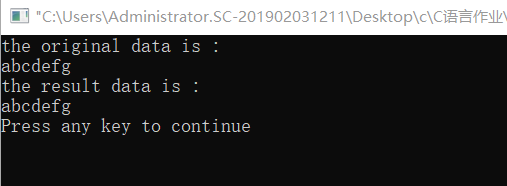 "C:\Users\Administrator.SC-201902031211\Desktop\c\C语言作业\
the original data is :
abcdefg
the result data is :
abcdefg
Press any key to continue